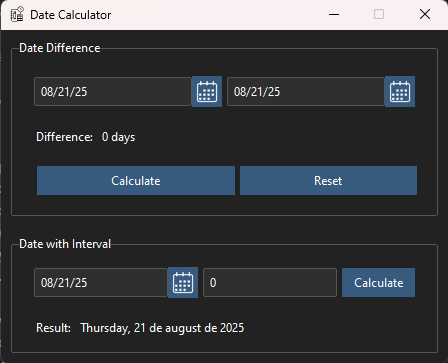 Date Calculator
Date Difference
08/21/25 08/21/25
Difference: 0 days
Calculate Reset
Date with Interval
08/21/25 0 Calculate
Result: Thursday, 21 de august de 2025